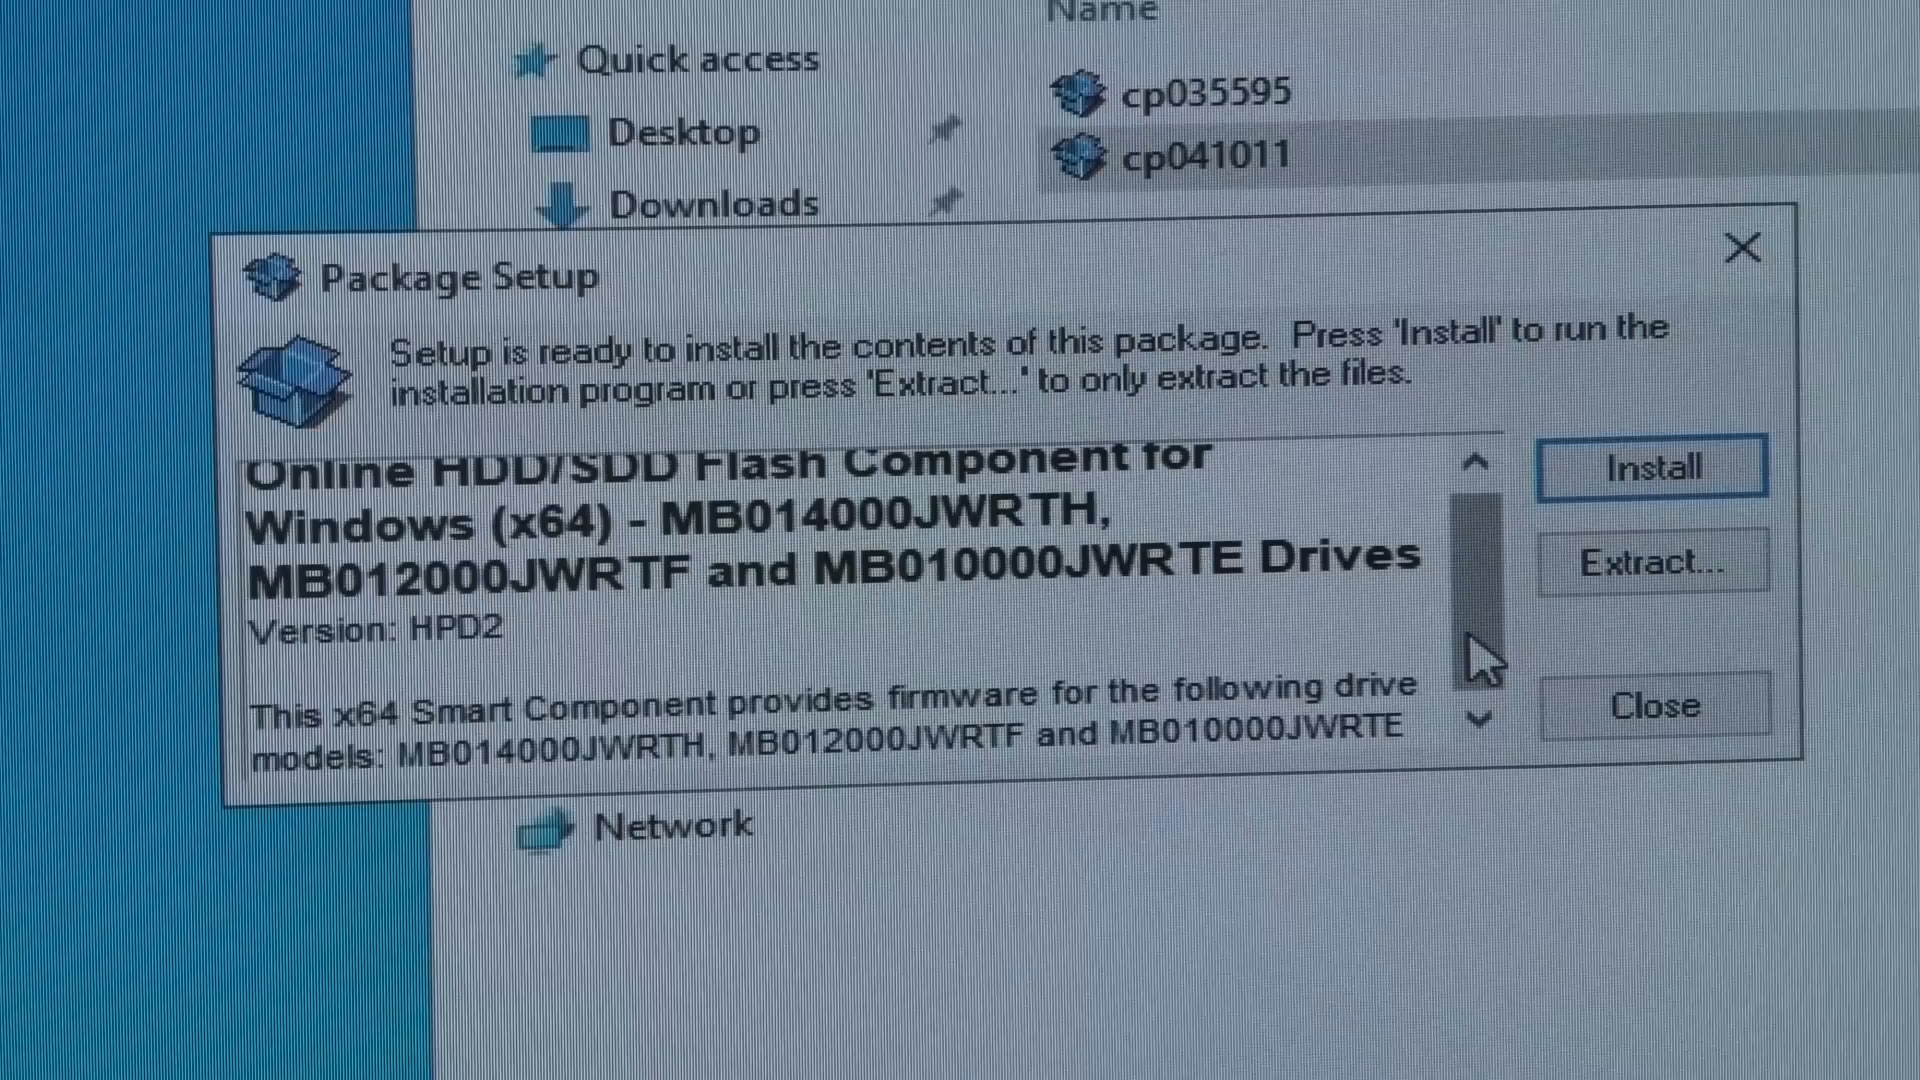 Name
Quick access
cp035595
Desktop
cp041011
Downloads
Package Setup
Setup is ready to install the contents of this package. Press 'Install' to run the
installation program or press 'Extract...' to only extract the files.
Online HDD/SDD Flash Component for
Windows (x64) - MB014000JWRTH,
MB012000JWRTF and MB010000JWRTE Drives
Version: HPD2
This x64 Smart Component provides firmware for the following drive
models: MB014000JWRTH, MB012000JWRTF and MB010000JWRTE
Install
Extract...
Close
Network